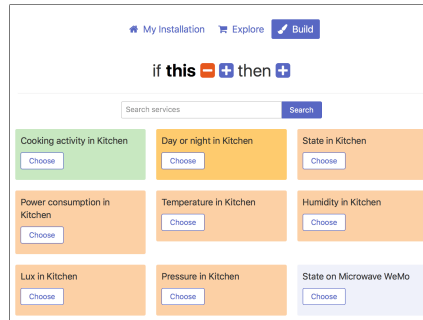 My Installation Explore Build
if this then
Search services Search
Cooking activity in Kitchen
Choose
Day or night in Kitchen
Choose
State in Kitchen
Choose
Power consumption in
Kitchen
Choose
Temperature in Kitchen
Choose
Humidity in Kitchen
Choose
Lux in Kitchen
Choose
Pressure in Kitchen
Choose
State on Microwave WeMo
Choose